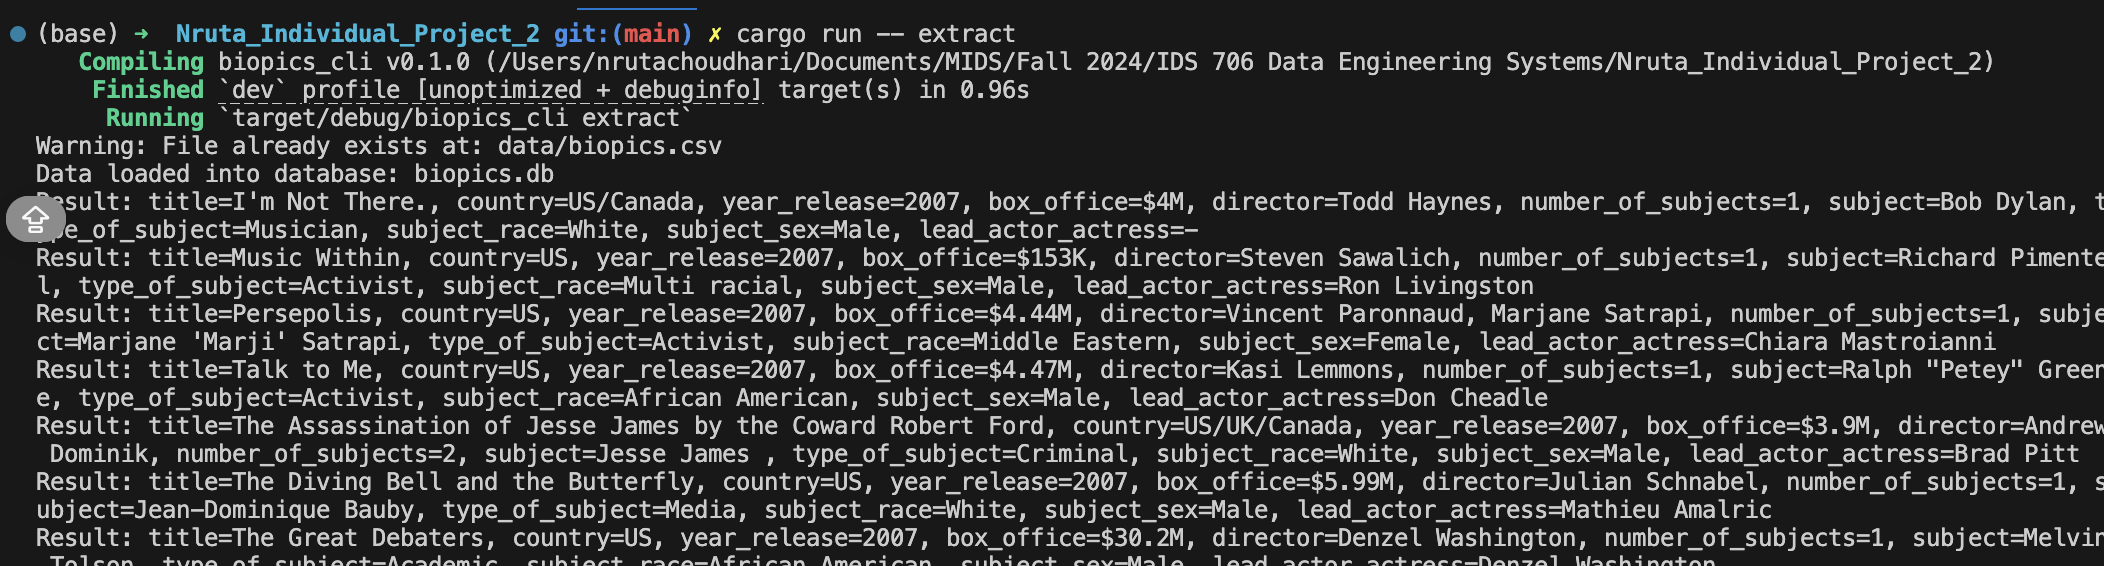 (base) ➜ Nruta_Individual_Project_2 git:(main) ✗ cargo run -- extract
Compiling biopics_cli v0.1.0 (/Users/nrutachoudhari/Documents/MIDS/Fall 2024/IDS 706 Data Engineering Systems/Nruta_Individual_Project_2)
Finished `dev` profile [unoptimized + debuginfo] target(s) in 0.96s
Running `target/debug/biopics_cli extract`
Warning: File already exists at: data/biopics.csv
Data loaded into database: biopics.db
Result: title=I'm Not There., country=US/Canada, year_release=2007, box_office=$4M, director=Todd Haynes, number_of_subjects=1, subject=Bob Dylan, t
ype_of_subject=Musician, subject_race=White, subject_sex=Male, lead_actor_actress=-
Result: title=Music Within, country=US, year_release=2007, box_office=$153K, director=Steven Sawalich, number_of_subjects=1, subject=Richard Pimente
l, type_of_subject=Activist, subject_race=Multi racial, subject_sex=Male, lead_actor_actress=Ron Livingston
Result: title=Persepolis, country=US, year_release=2007, box_office=$4.44M, director=Vincent Paronnaud, Marjane Satrapi, number_of_subjects=1, subje
ct=Marjane 'Marji' Satrapi, type_of_subject=Activist, subject_race=Middle Eastern, subject_sex=Female, lead_actor_actress=Chiara Mastroianni
Result: title=Talk to Me, country=US, year_release=2007, box_office=$4.47M, director=Kasi Lemmons, number_of_subjects=1, subject=Ralph "Petey" Green
e, type_of_subject=Activist, subject_race=African American, subject_sex=Male, lead_actor_actress=Don Cheadle
Result: title=The Assassination of Jesse James by the Coward Robert Ford, country=US/UK/Canada, year_release=2007, box_office=$3.9M, director=Andrew
Dominik, number_of_subjects=2, subject=Jesse James , type_of_subject=Criminal, subject_race=White, subject_sex=Male, lead_actor_actress=Brad Pitt
Result: title=The Diving Bell and the Butterfly, country=US, year_release=2007, box_office=$5.99M, director=Julian Schnabel, number_of_subjects=1, s
ubject=Jean-Dominique Bauby, type_of_subject=Media, subject_race=White, subject_sex=Male, lead_actor_actress=Mathieu Amalric
Result: title=The Great Debaters, country=US, year_release=2007, box_office=$30.2M, director=Denzel Washington, number_of_subjects=1, subject=Melvin
Tolson, type_of_subject=Academic, subject_race=African American, subject_sex=Male, lead_actor_actress=Denzel Washington